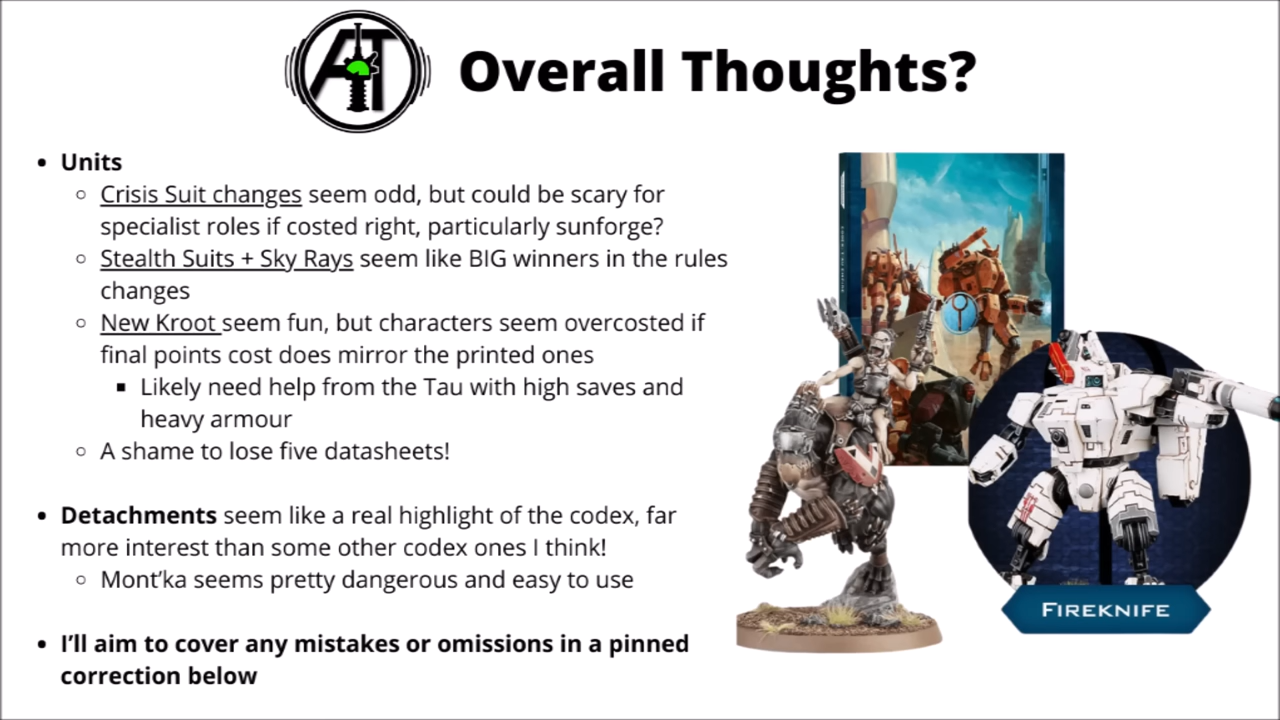 AT
Overall Thoughts?
• Units
○ Crisis Suit changes seem odd, but could be scary for
specialist roles if costed right, particularly sunforge?
○ Stealth Suits + Sky Rays seem like BIG winners in the rules
changes
○ New Kroot seem fun, but characters seem overcosted if
final points cost does mirror the printed ones
▪ Likely need help from the Tau with high saves and
heavy armour
○ A shame to lose five datasheets!
• Detachments seem like a real highlight of the codex, far
more interest than some other codex ones I think!
○ Mont’ka seems pretty dangerous and easy to use
• I’ll aim to cover any mistakes or omissions in a pinned
correction below
FIREKNIFE